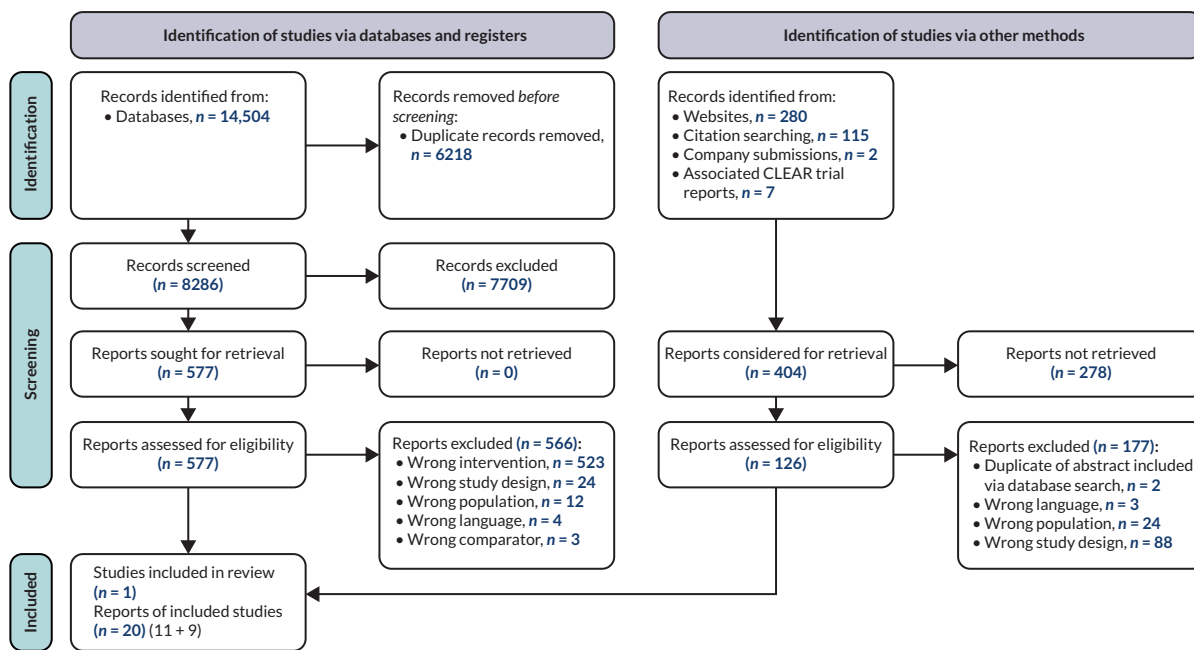 Identification of studies via databases and registers
Identification of studies via other methods
Identification
Records identified from:
• Databases, n = 14,504
Records removed before
screening:
• Duplicate records removed,
n = 6218
Records identified from:
• Websites, n = 280
• Citation searching, n = 115
• Company submissions, n = 2
• Associated CLEAR trial
reports, n = 7
Screening
Records screened
(n = 8286)
Records excluded
(n = 7709)
Reports sought for retrieval
(n = 577)
Reports not retrieved
(n = 0)
Reports considered for retrieval
(n = 404)
Reports not retrieved
(n = 278)
Reports assessed for eligibility
(n = 577)
Reports excluded (n = 566):
• Wrong intervention, n = 523
• Wrong study design, n = 24
• Wrong population, n = 12
• Wrong language, n = 4
• Wrong comparator, n = 3
Reports assessed for eligibility
(n = 126)
Reports excluded (n = 177):
• Duplicate of abstract included
via database search, n = 2
• Wrong language, n = 3
• Wrong population, n = 24
• Wrong study design, n = 88
Included
Studies included in review
(n = 1)
Reports of included studies
(n = 20) (11 + 9)